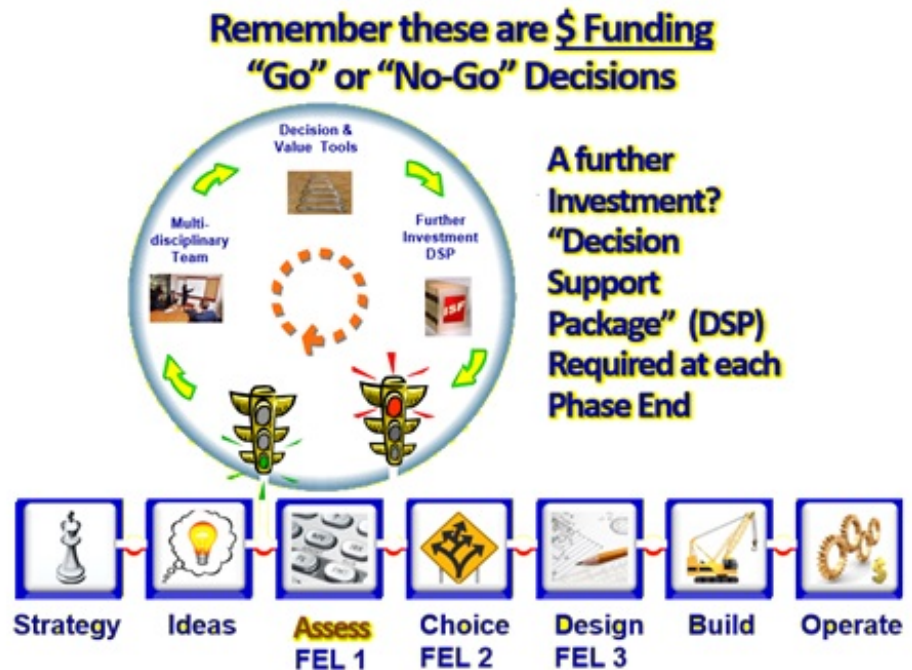 Remember these are $ Funding
“Go” or “No-Go” Decisions
Decision &
Value Tools
Multi-
disciplinary
Team
Further
Investment
DSP
A further
Investment?
“Decision
Support
Package” (DSP)
Required at each
Phase End
Strategy
Ideas
Assess
FEL 1
Choice
FEL 2
Design
FEL 3
Build
Operate